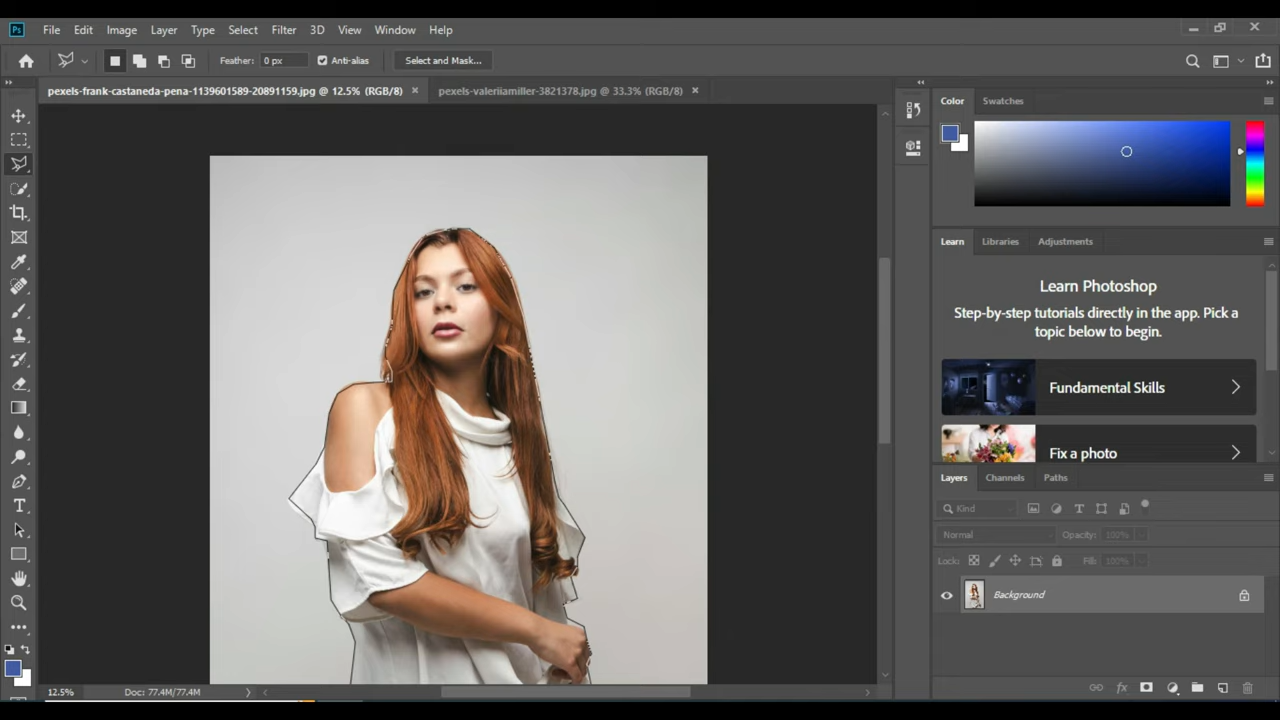 Ps File Edit Image Layer Type Select Filter 3D View Window Help
Feather: 0 px Anti-alias Select and Mask...
pexels-frank-castaneda-pena-1139601589-20891159.jpg @ 12.5% (RGB/8) × pexels-valeriiamiller-3821378.jpg @ 33.3% (RGB/8) ×
Color Swatches
Learn Libraries Adjustments
Learn Photoshop
Step-by-step tutorials directly in the app. Pick a
topic below to begin.
Fundamental Skills
Fix a photo
Layers Channels Paths
Kind
Normal Opacity: 100%
Lock: Fill: 100%
Background
12.5% Doc: 77.4M/77.4M